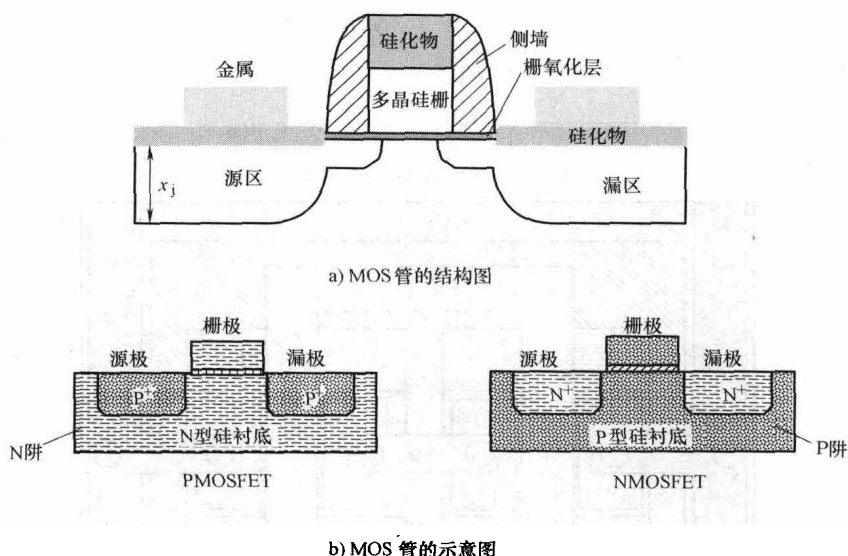 硅化物
侧墙
栅氧化层
金属
多晶硅栅
硅化物
源区
漏区
xj
a) MOS管的结构图
栅极
源极
漏极
P+
P+
N型硅衬底
N阱
PMOSFET
栅极
源极
漏极
N+
N+
P型硅衬底
P阱
NMOSFET
b) MOS 管的示意图